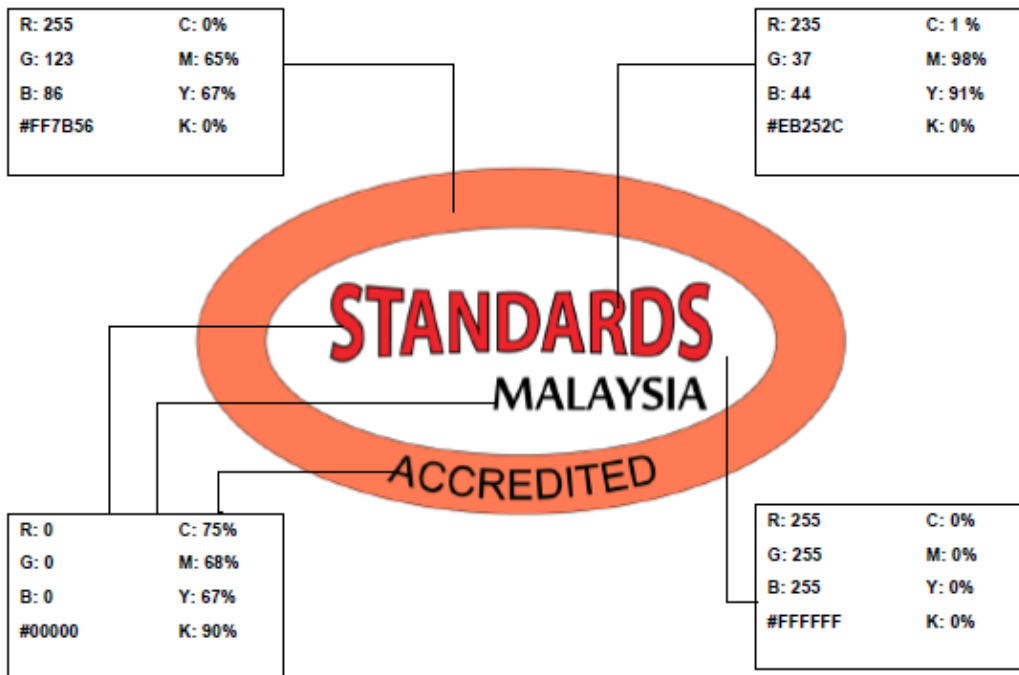 R: 255 C: 0%
G: 123 M: 65%
B: 86 Y: 67%
#FF7B56 K: 0%
R: 235 C: 1 %
G: 37 M: 98%
B: 44 Y: 91%
#EB252C K: 0%
STANDARDS
MALAYSIA
ACCREDITED
R: 0 C: 75%
G: 0 M: 68%
B: 0 Y: 67%
#00000 K: 90%
R: 255 C: 0%
G: 255 M: 0%
B: 255 Y: 0%
#FFFFFF K: 0%